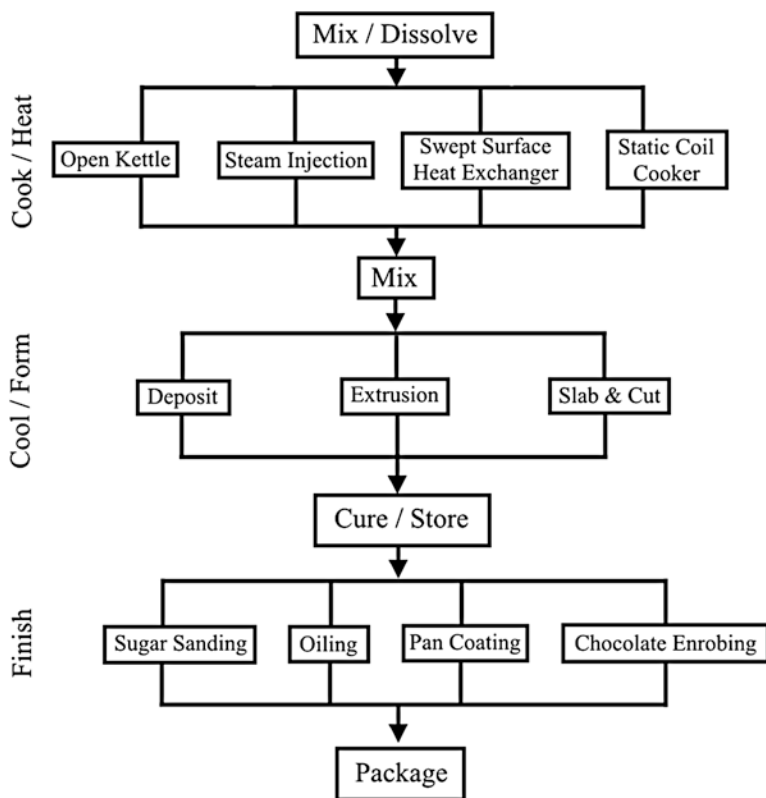 Mix / Dissolve
Cook / Heat
Open Kettle
Steam Injection
Swept Surface
Heat Exchanger
Static Coil
Cooker
Mix
Cool / Form
Deposit
Extrusion
Slab & Cut
Cure / Store
Finish
Sugar Sanding
Oiling
Pan Coating
Chocolate Enrobing
Package